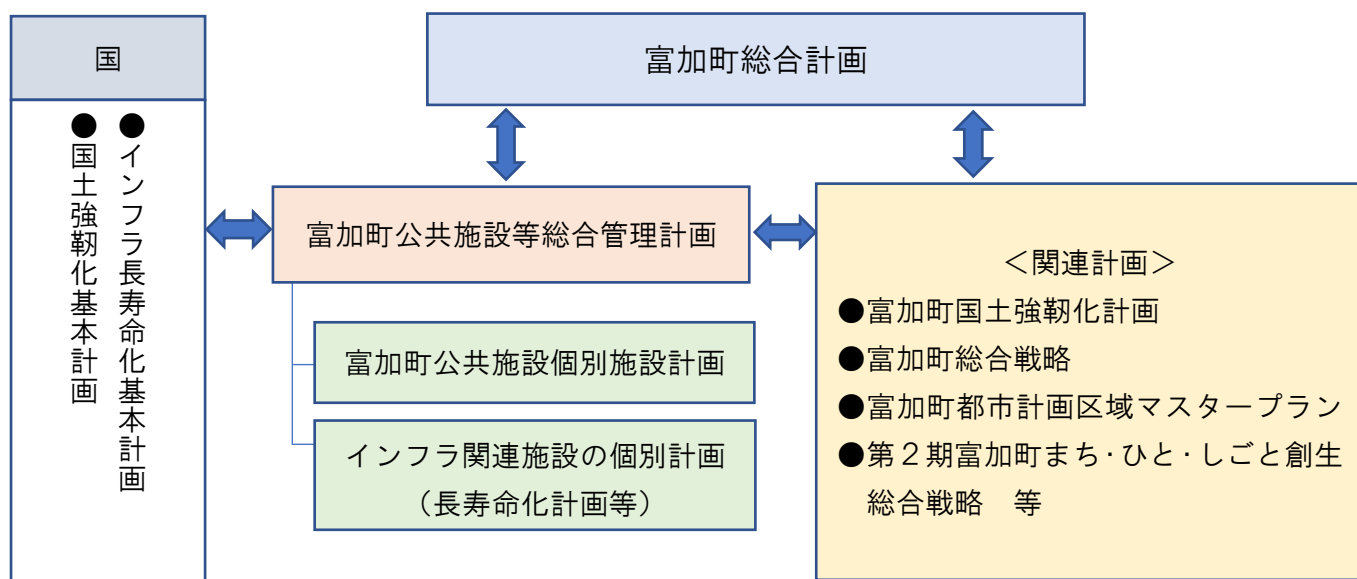 国
●インフラ長寿命化基本計画
●国土強靭化基本計画
富加町総合計画
富加町公共施設等総合管理計画
富加町公共施設個別施設計画
インフラ関連施設の個別計画
（長寿命化計画等）
＜関連計画＞
●富加町国土強靭化計画
●富加町総合戦略
●富加町都市計画区域マスタープラン
●第２期富加町まち･ひと･しごと創生
総合戦略　等